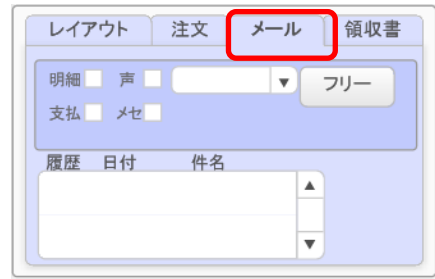 レイアウト 注文 メール 領収書
明細 声 フリー
支払 メセ
履歴 日付 件名